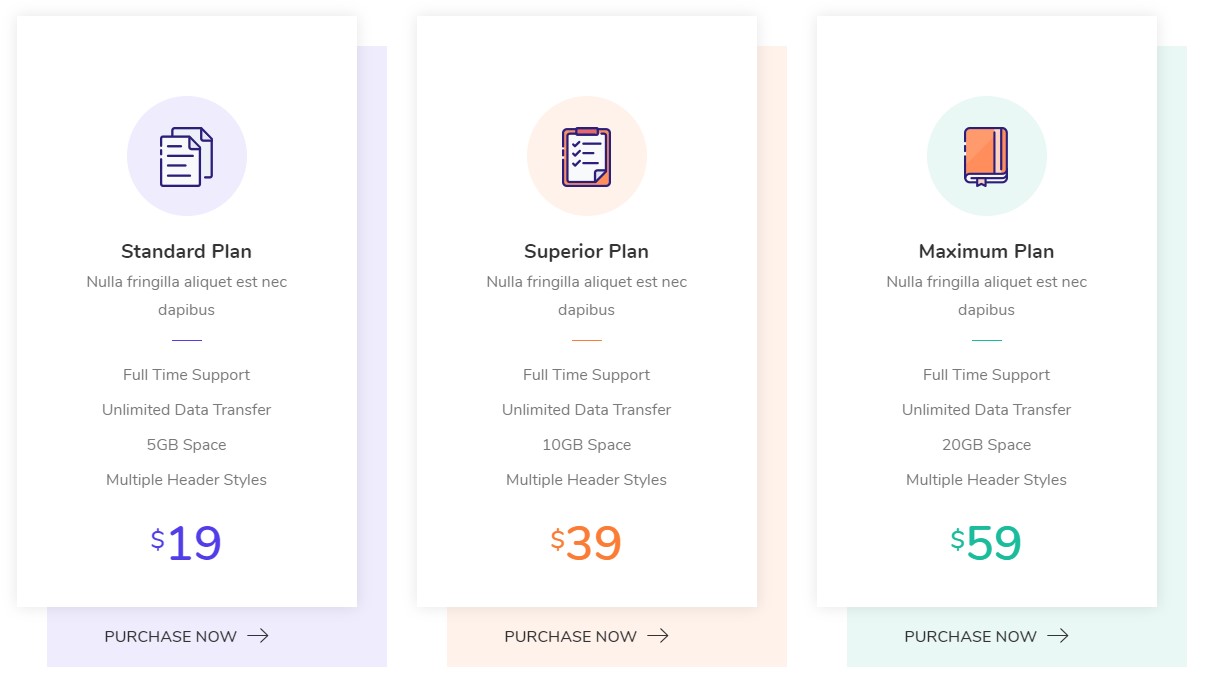 Standard Plan
Nulla fringilla aliquet est nec
dapibus
Full Time Support
Unlimited Data Transfer
5GB Space
Multiple Header Styles
$19
PURCHASE NOW
Superior Plan
Nulla fringilla aliquet est nec
dapibus
Full Time Support
Unlimited Data Transfer
10GB Space
Multiple Header Styles
$39
PURCHASE NOW
Maximum Plan
Nulla fringilla aliquet est nec
dapibus
Full Time Support
Unlimited Data Transfer
20GB Space
Multiple Header Styles
$59
PURCHASE NOW